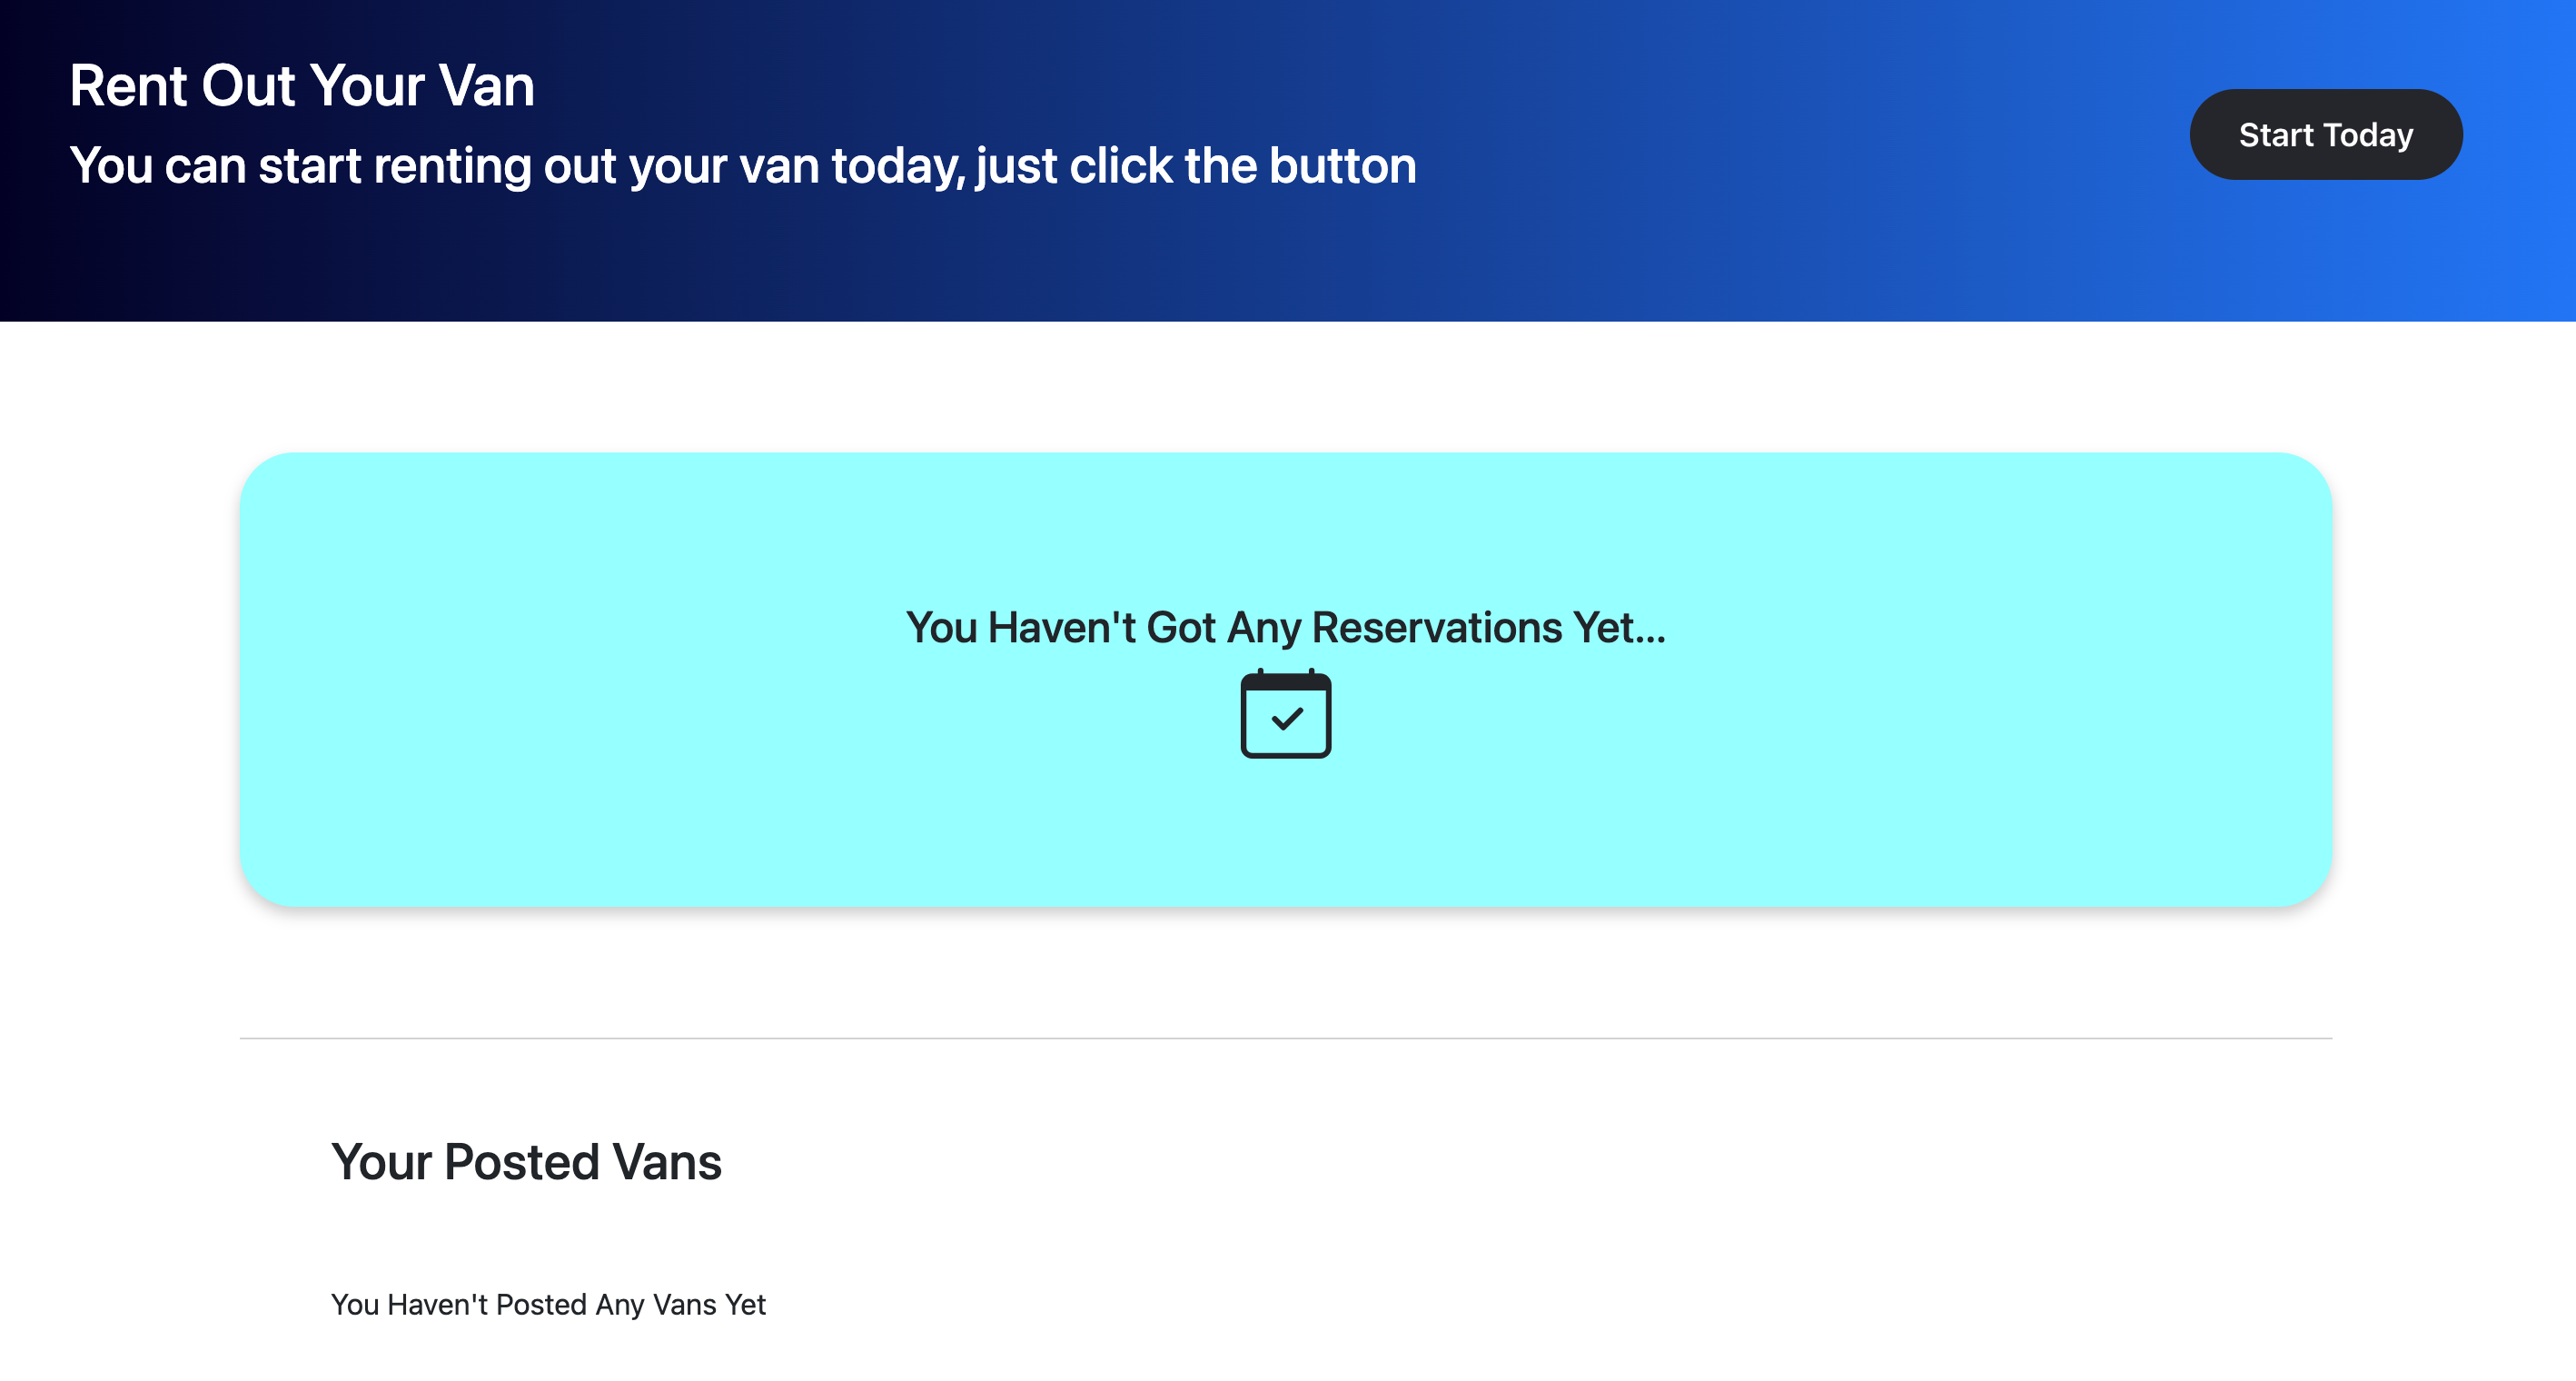 Rent Out Your Van
You can start renting out your van today, just click the button
Start Today
You Haven't Got Any Reservations Yet...
Your Posted Vans
You Haven't Posted Any Vans Yet